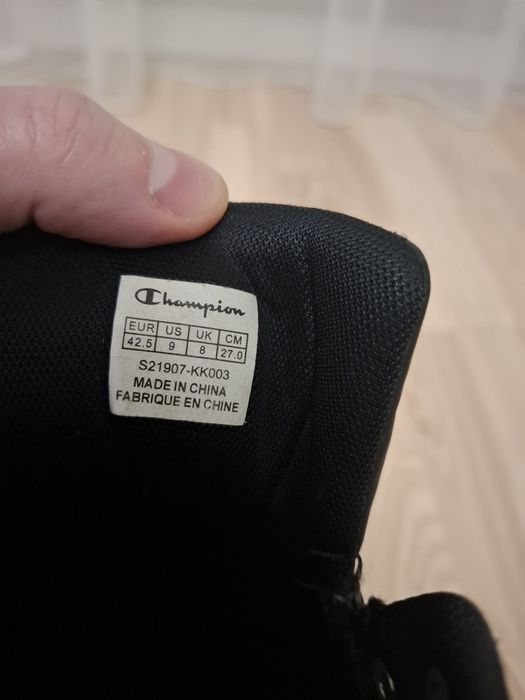 Champion
EUR US UK CM
42.5 9 8 27.0
S21907-KK003
MADE IN CHINA
FABRIQUE EN CHINE